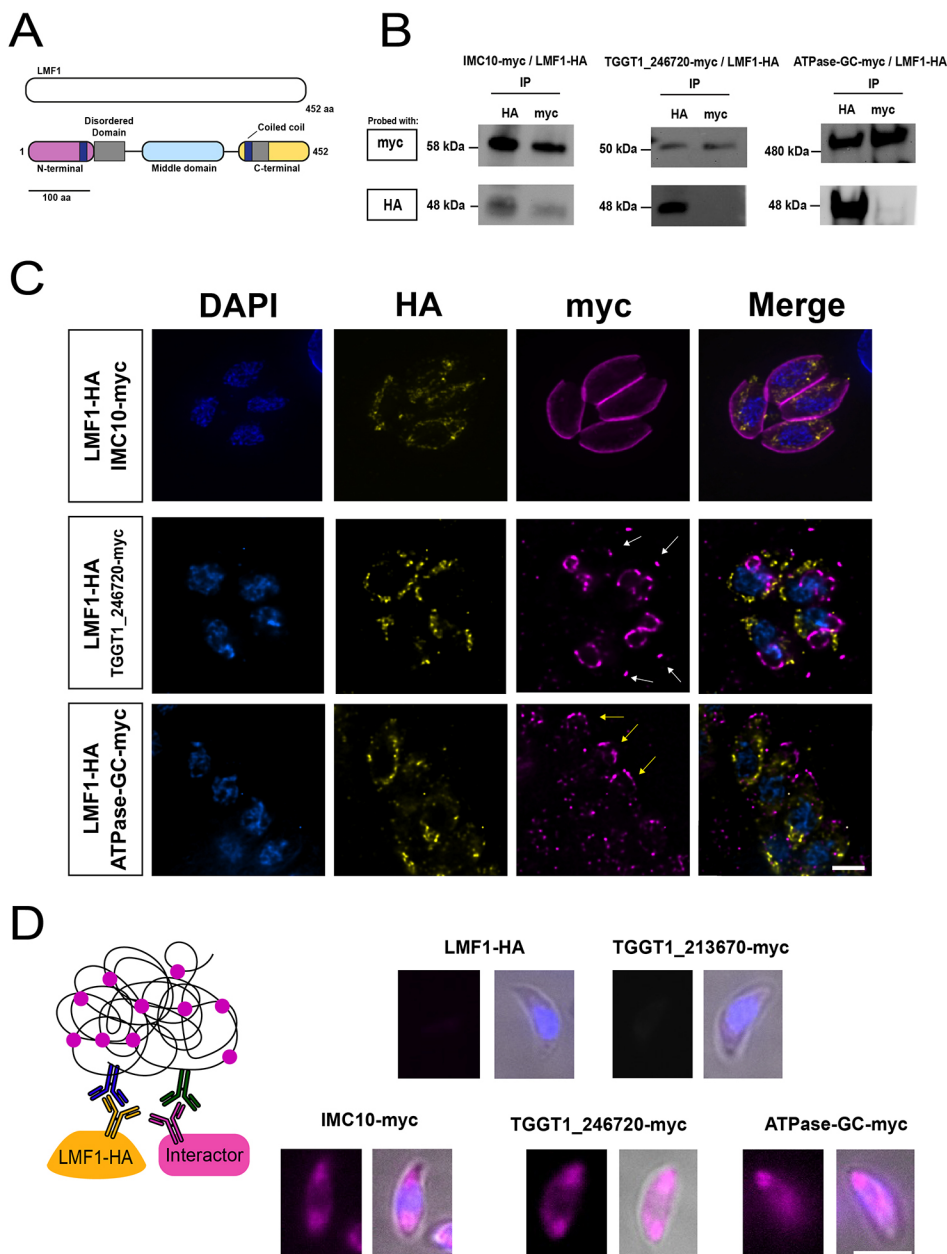 A
LMF1
452 aa
Disordered
Domain
Coiled coil
1
452
N-terminal
Middle domain
C-terminal
100 aa
B
IMC10-myc / LMF1-HA
TGGT1_246720-myc / LMF1-HA
ATPase-GC-myc / LMF1-HA
IP
IP
IP
Probed with:
HA
myc
HA
myc
HA
myc
myc
58 kDa
50 kDa
480 kDa
HA
48 kDa
48 kDa
48 kDa
C
DAPI
HA
myc
Merge
LMF1-HA
IMC10-myc
LMF1-HA
TGGT1_246720-myc
LMF1-HA
ATPase-GC-myc
D
LMF1-HA
TGGT1_213670-myc
LMF1-HA
Interactor
IMC10-myc
TGGT1_246720-myc
ATPase-GC-myc